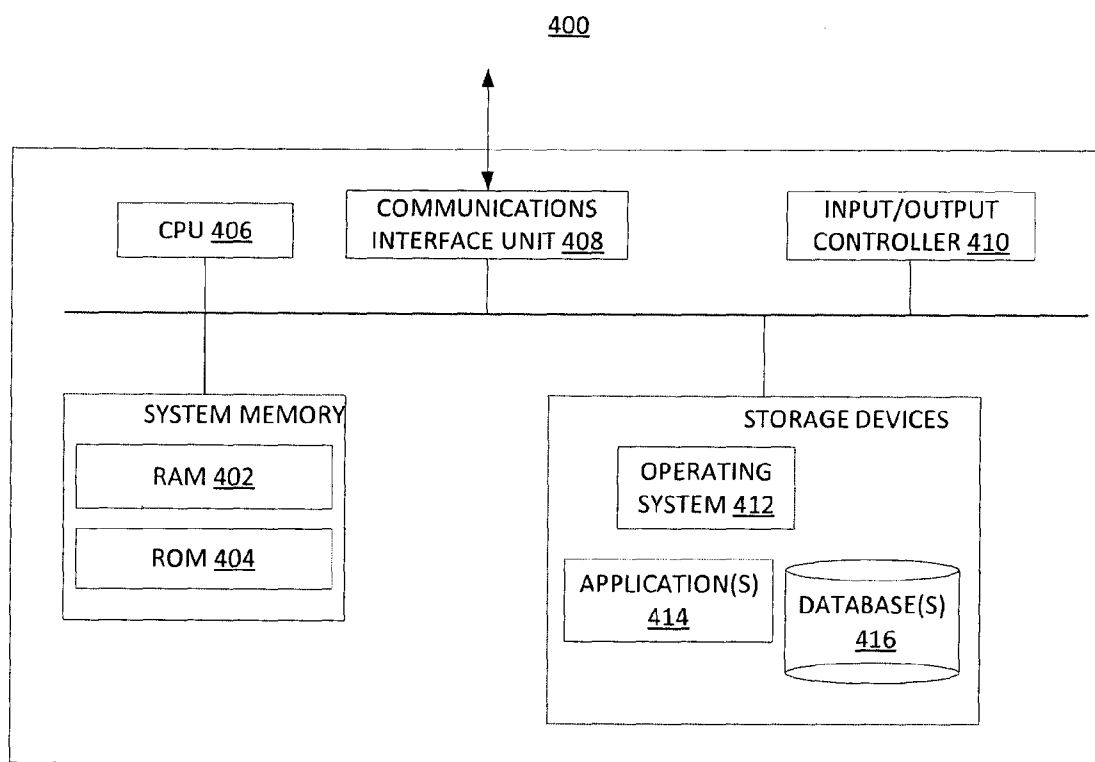 400
CPU 406
COMMUNICATIONS
INTERFACE UNIT 408
INPUT/OUTPUT
CONTROLLER 410
SYSTEM MEMORY
RAM 402
ROM 404
STORAGE DEVICES
OPERATING
SYSTEM 412
APPLICATION(S)
414
DATABASE(S)
416